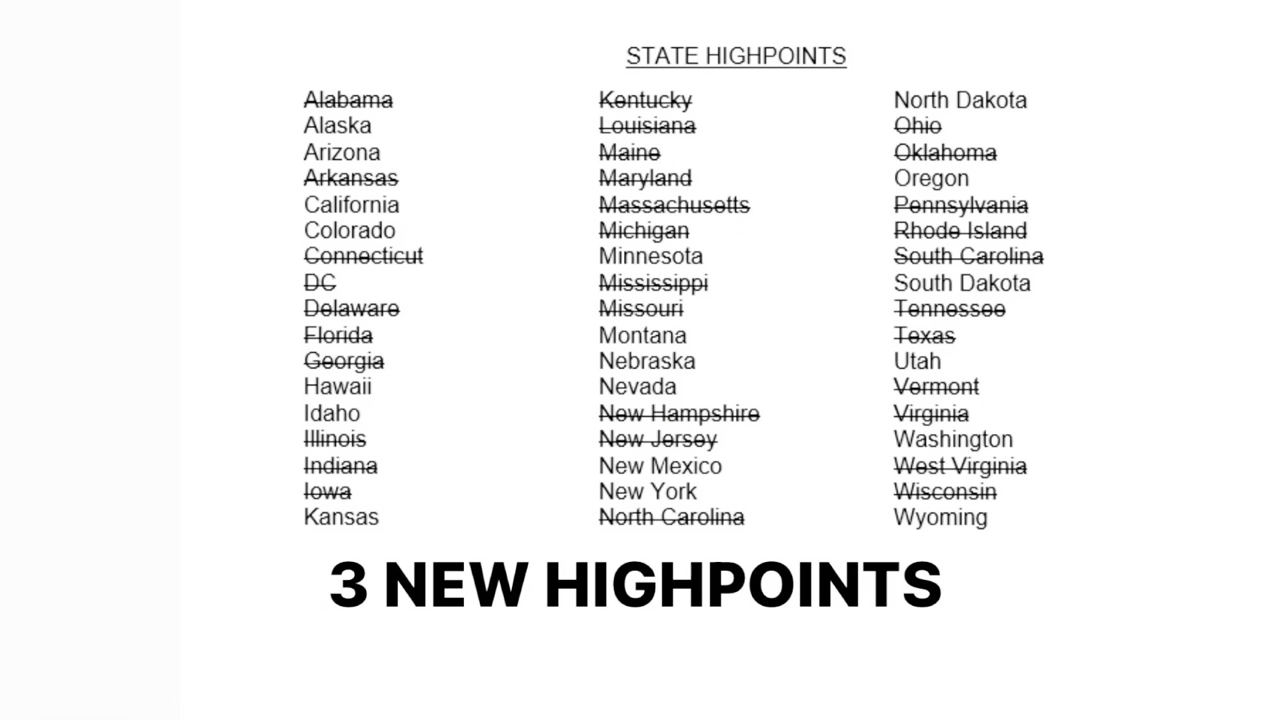 STATE HIGHPOINTS
Alabama
Alaska
Arizona
Arkansas
California
Colorado
Connecticut
DC
Delaware
Florida
Georgia
Hawaii
Idaho
Illinois
Indiana
Iowa
Kansas
Kentucky
Louisiana
Maine
Maryland
Massachusetts
Michigan
Minnesota
Mississippi
Missouri
Montana
Nebraska
Nevada
New Hampshire
New Jersey
New Mexico
New York
North Carolina
North Dakota
Ohio
Oklahoma
Oregon
Pennsylvania
Rhode Island
South Carolina
South Dakota
Tennessee
Texas
Utah
Vermont
Virginia
Washington
West Virginia
Wisconsin
Wyoming
3 NEW HIGHPOINTS